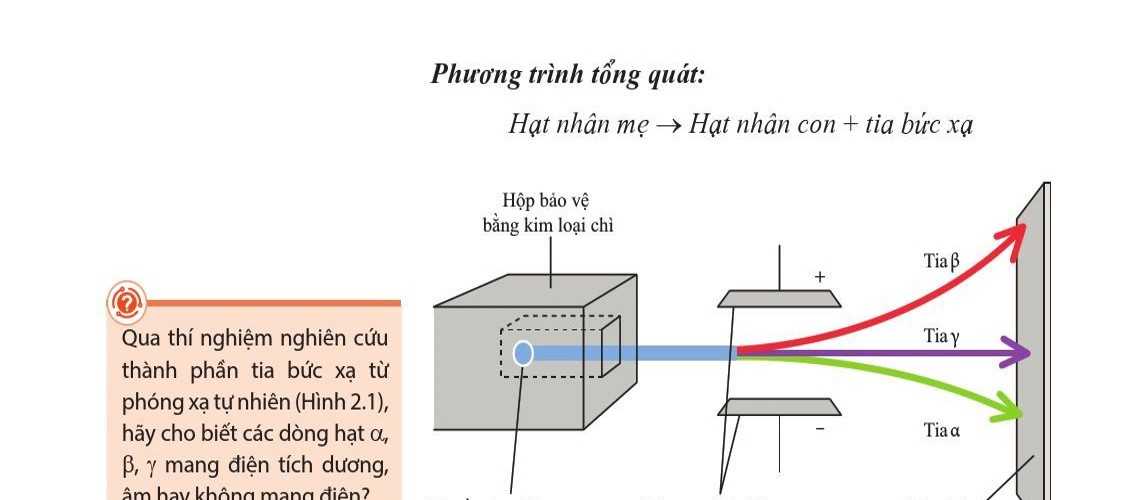 Phương trình tổng quát:
Hạt nhân mẹ → Hạt nhân con + tia bức xạ
Hộp bảo vệ
bằng kim loại chì
Tia β
+
Tia γ
Tia α
−
?
Qua thí nghiệm nghiên cứu
thành phần tia bức xạ từ
phóng xạ tự nhiên (Hình 2.1),
hãy cho biết các dòng hạt α,
β, γ mang điện tích dương,
âm hay không mang điện?